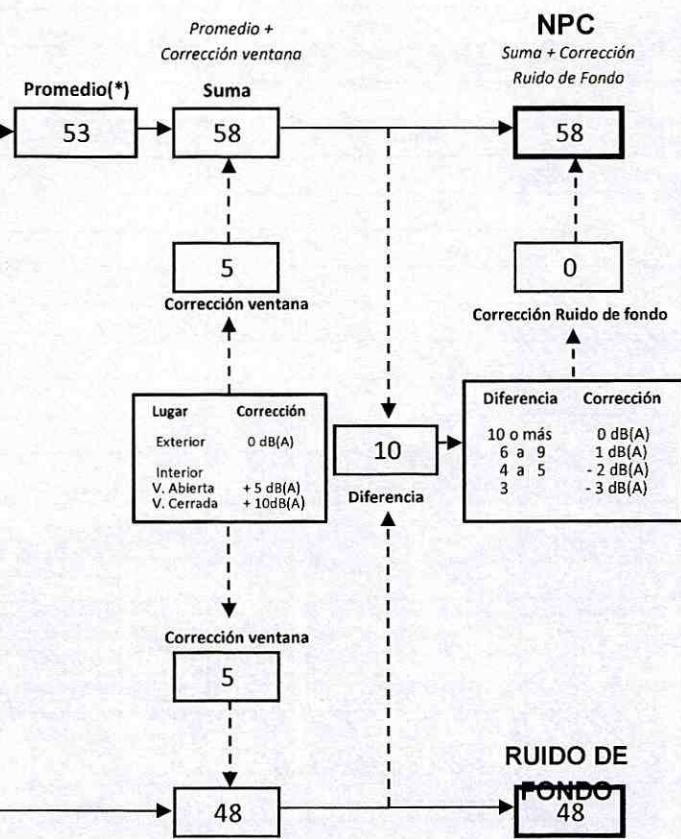 Promedio +
Corrección ventana
NPC
Suma + Corrección
Ruido de Fondo
Promedio(*)
Suma
53
58
58
5
0
Corrección ventana
Corrección Ruido de fondo
Lugar Corrección
Exterior 0 dB(A)
Interior
V. Abierta + 5 dB(A)
V. Cerrada + 10dB(A)
10
Diferencia
Diferencia Corrección
10 o más 0 dB(A)
6 a 9 1 dB(A)
4 a 5 - 2 dB(A)
3 - 3 dB(A)
Corrección ventana
5
48
RUIDO DE
FONDO
48